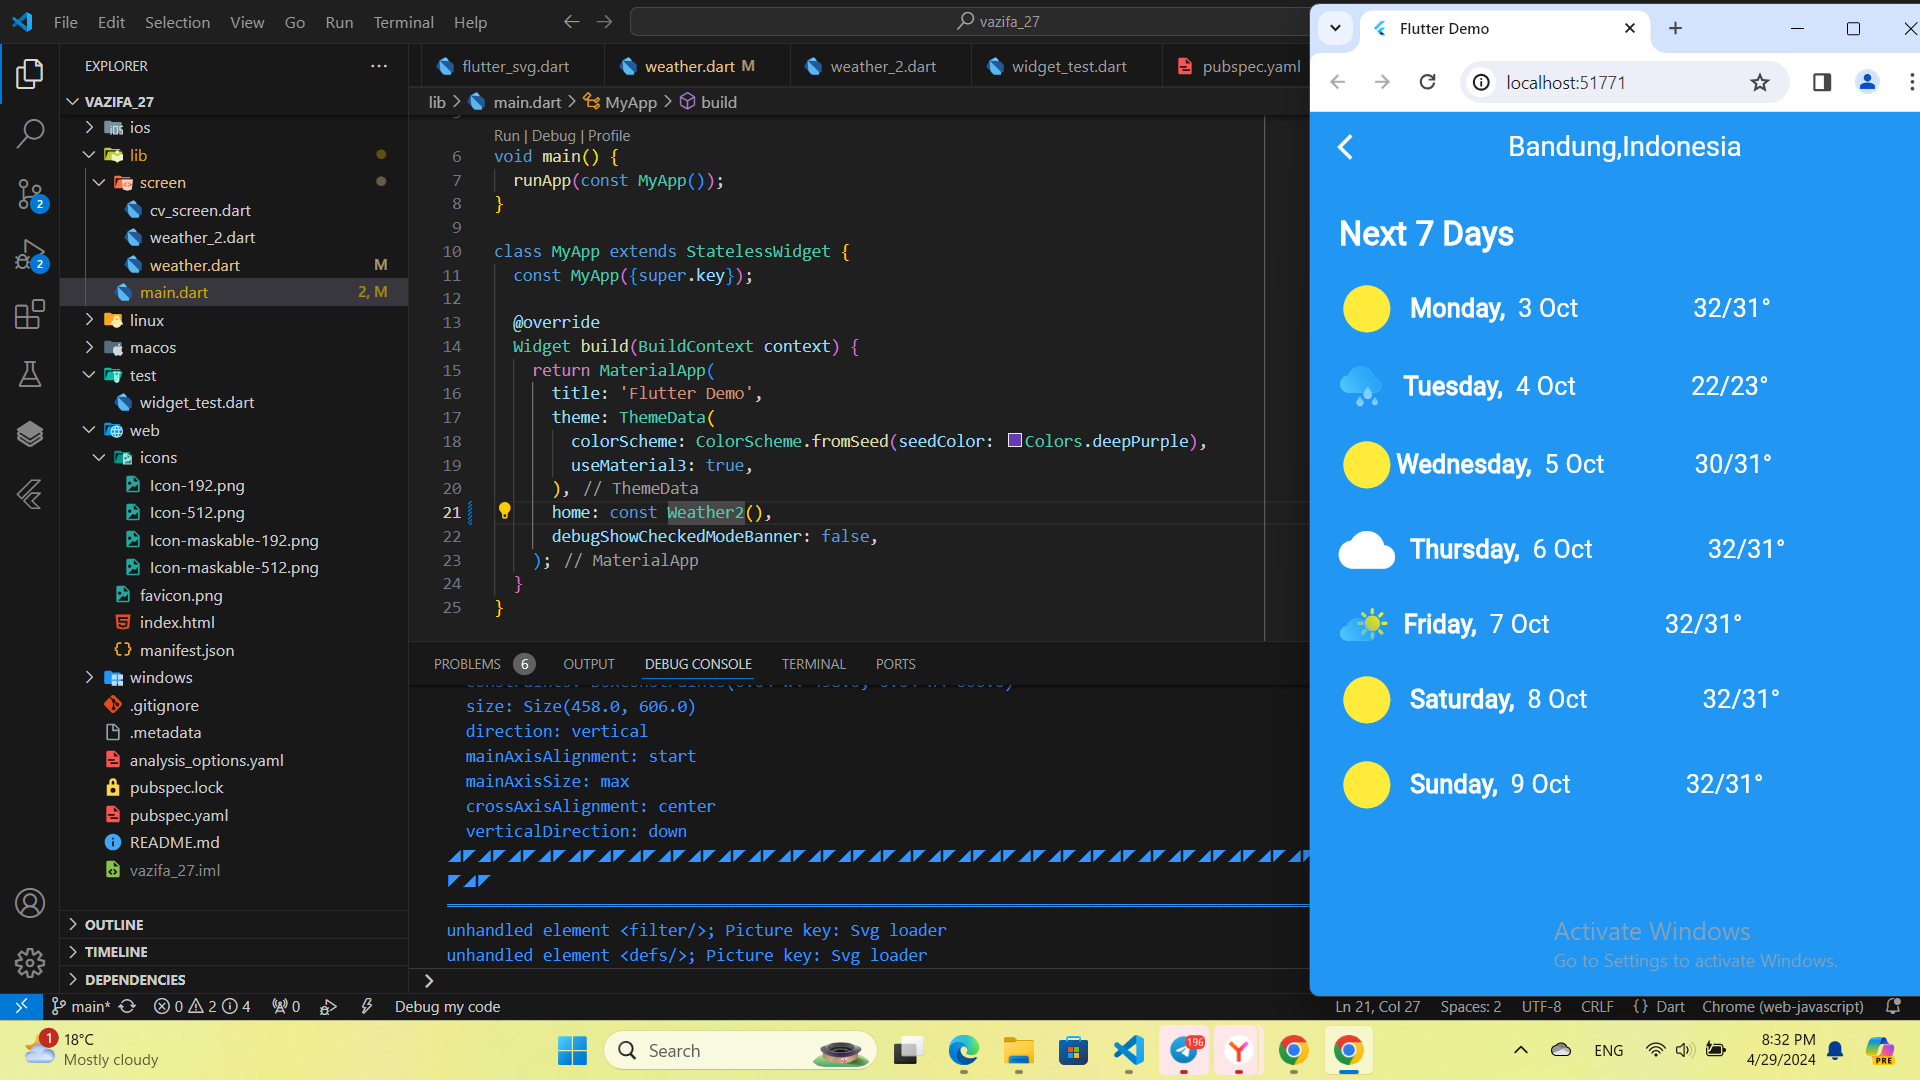 File Edit Selection View Go Run Terminal Help
vazifa_27
EXPLORER
VAZIFA_27
ios
lib
screen
cv_screen.dart
weather_2.dart
weather.dart M
main.dart 2, M
linux
macos
test
widget_test.dart
web
icons
Icon-192.png
Icon-512.png
Icon-maskable-192.png
Icon-maskable-512.png
favicon.png
index.html
manifest.json
windows
.gitignore
.metadata
analysis_options.yaml
pubspec.lock
pubspec.yaml
README.md
vazifa_27.iml
OUTLINE
TIMELINE
DEPENDENCIES
2
2
flutter_svg.dart weather.dart M weather_2.dart widget_test.dart pubspec.yaml
lib > main.dart > MyApp > build
Run | Debug | Profile
6 void main() {
7 runApp(const MyApp());
8 }
9
10 class MyApp extends StatelessWidget {
11 const MyApp({super.key});
12
13 @override
14 Widget build(BuildContext context) {
15 return MaterialApp(
16 title: 'Flutter Demo',
17 theme: ThemeData(
18 colorScheme: ColorScheme.fromSeed(seedColor: Colors.deepPurple),
19 useMaterial3: true,
20 ), // ThemeData
21 home: const Weather2(),
22 debugShowCheckedModeBanner: false,
23 ); // MaterialApp
24 }
25 }
PROBLEMS 6 OUTPUT DEBUG CONSOLE TERMINAL PORTS
size: Size(458.0, 606.0)
direction: vertical
mainAxisAlignment: start
mainAxisSize: max
crossAxisAlignment: center
verticalDirection: down
unhandled element <filter/>; Picture key: Svg loader
unhandled element <defs/>; Picture key: Svg loader
main* 0 2 4 0 Debug my code
Ln 21, Col 27 Spaces: 2 UTF-8 CRLF {} Dart Chrome (web-javascript)
Flutter Demo
localhost:51771
Bandung,Indonesia
Next 7 Days
Monday, 3 Oct 32/31°
Tuesday, 4 Oct 22/23°
Wednesday, 5 Oct 30/31°
Thursday, 6 Oct 32/31°
Friday, 7 Oct 32/31°
Saturday, 8 Oct 32/31°
Sunday, 9 Oct 32/31°
Activate Windows
Go to Settings to activate Windows.
1
18°C
Mostly cloudy
Search
196
ENG
8:32 PM
4/29/2024
PRE